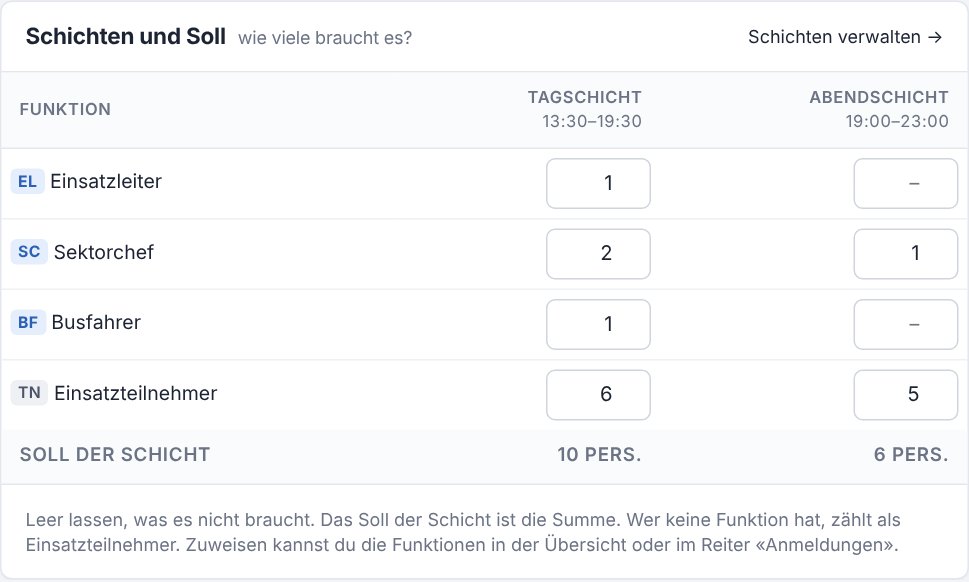 Schichten und Soll wie viele braucht es? Schichten verwalten →
FUNKTION TAGSCHICHT ABENDSCHICHT
13:30–19:30 19:00–23:00
EL Einsatzleiter 1 –
SC Sektorchef 2 1
BF Busfahrer 1 –
TN Einsatzteilnehmer 6 5
SOLL DER SCHICHT 10 PERS. 6 PERS.
Leer lassen, was es nicht braucht. Das Soll der Schicht ist die Summe. Wer keine Funktion hat, zählt als
Einsatzteilnehmer. Zuweisen kannst du die Funktionen in der Übersicht oder im Reiter «Anmeldungen».